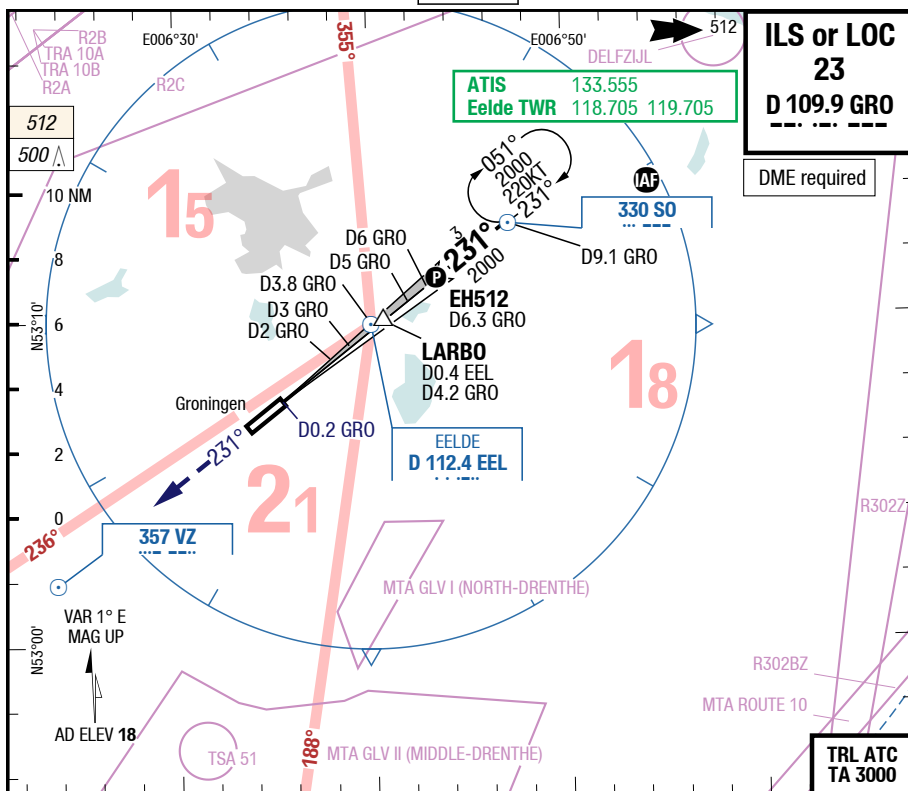 R2B
TRA 10A
TRA 10B
R2A
R2C
E006°30'
355°
E006°50'
512
DELFZIJL
ILS or LOC
23
D 109.9 GRO
ATIS 133.555
Eelde TWR 118.705 119.705
512
500
DME required
10 NM
8
6
4
2
0
N53°10'
N53°00'
15
18
21
051°
2000
220KT
231°
IAF
330 SO
D9.1 GRO
3
231°
2000
D6 GRO
D5 GRO
D3.8 GRO
D3 GRO
D2 GRO
P
EH512
D6.3 GRO
LARBO
D0.4 EEL
D4.2 GRO
Groningen
D0.2 GRO
231°
EELDE
D 112.4 EEL
236°
357 VZ
VAR 1° E
MAG UP
AD ELEV 18
MTA GLV I (NORTH-DRENTHE)
R302Z
R302BZ
MTA ROUTE 10
188°
TSA 51
MTA GLV II (MIDDLE-DRENTHE)
TRL ATC
TA 3000